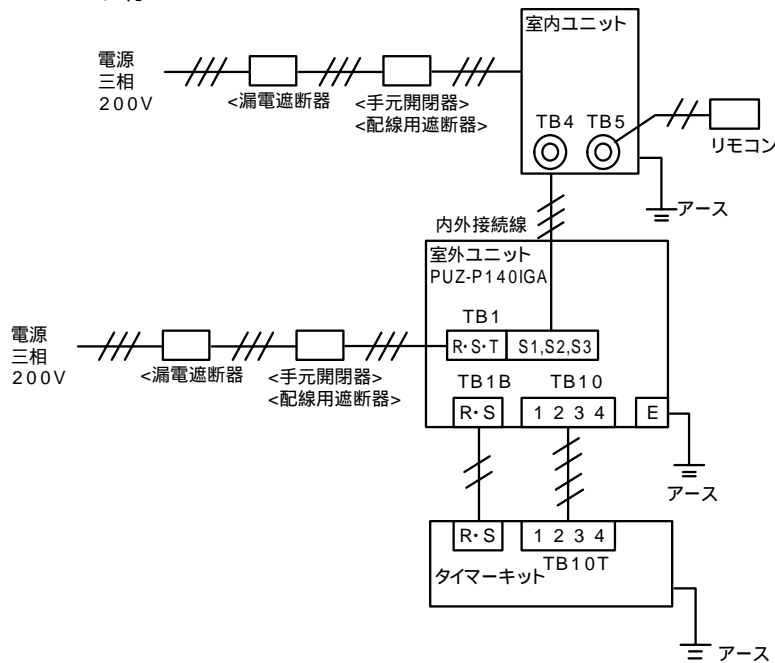 室内ユニット
電源
三相
200V
<漏電遮断器
<手元開閉器>
<配線用遮断器>
TB4 TB5
リモコン
アース
内外接続線
室外ユニット
PUZ-P140IGA
TB1
R・S・T S1,S2,S3
電源
三相
200V
<漏電遮断器
<手元開閉器>
<配線用遮断器>
TB1B TB10
R・S 1 2 3 4 E
アース
R・S 1 2 3 4
TB10T
タイマーキット
アース